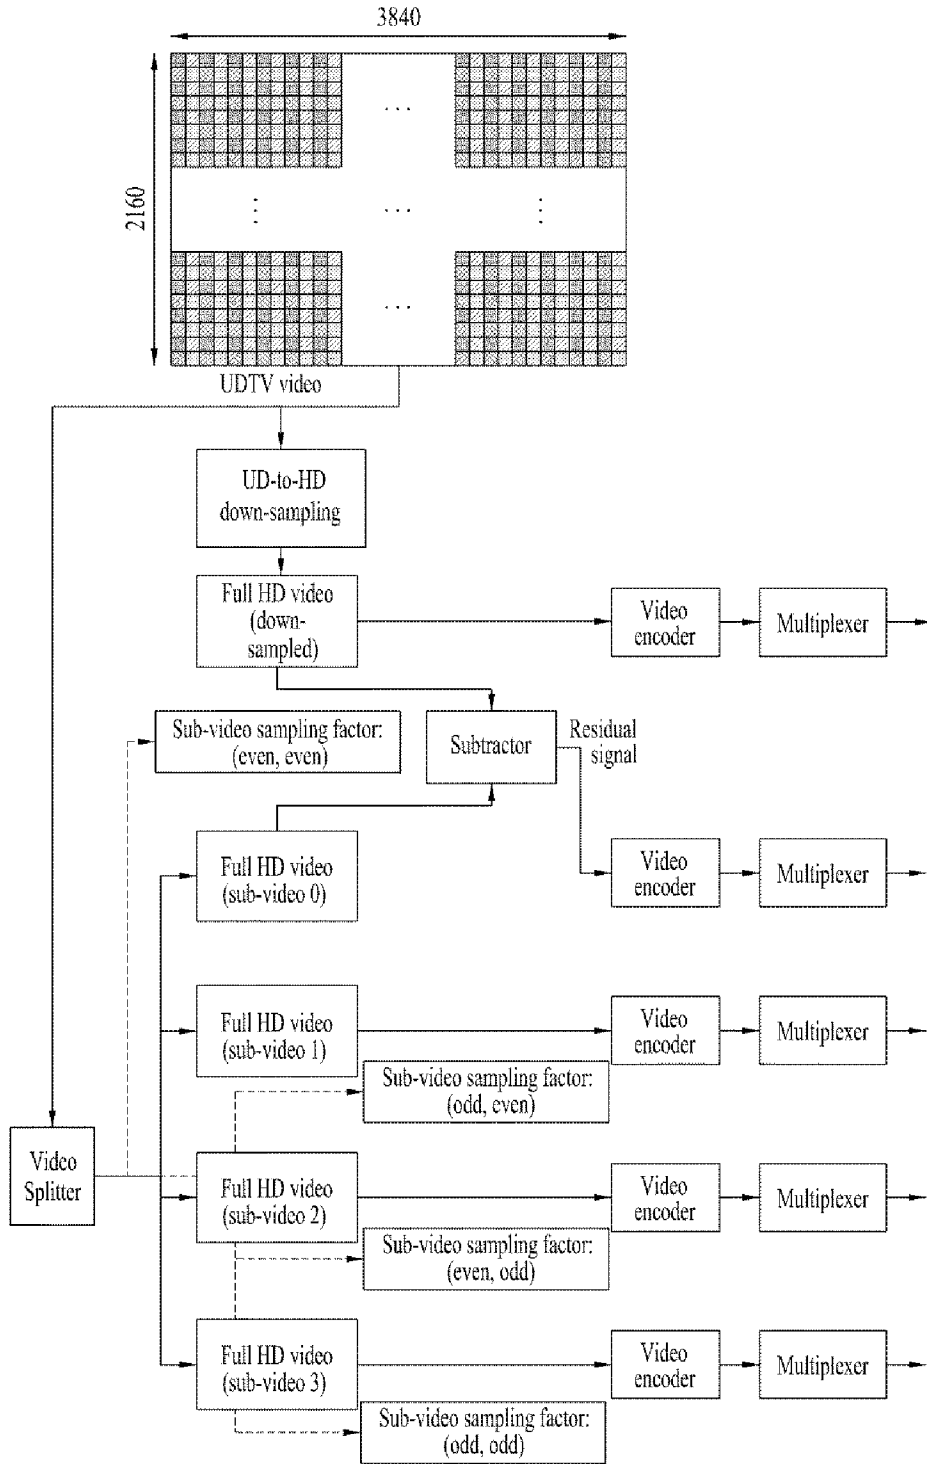 3840
2160
...
...
...
...
...
UDTV video
UD-to-HD
down-sampling
Full HD video
(down-
sampled)
Video
encoder
Multiplexer
Sub-video sampling factor:
(even, even)
Subtractor
Residual
signal
Full HD video
(sub-video 0)
Video
encoder
Multiplexer
Full HD video
(sub-video 1)
Video
encoder
Multiplexer
Sub-video sampling factor:
(odd, even)
Video
Splitter
Full HD video
(sub-video 2)
Video
encoder
Multiplexer
Sub-video sampling factor:
(even, odd)
Full HD video
(sub-video 3)
Video
encoder
Multiplexer
Sub-video sampling factor:
(odd, odd)